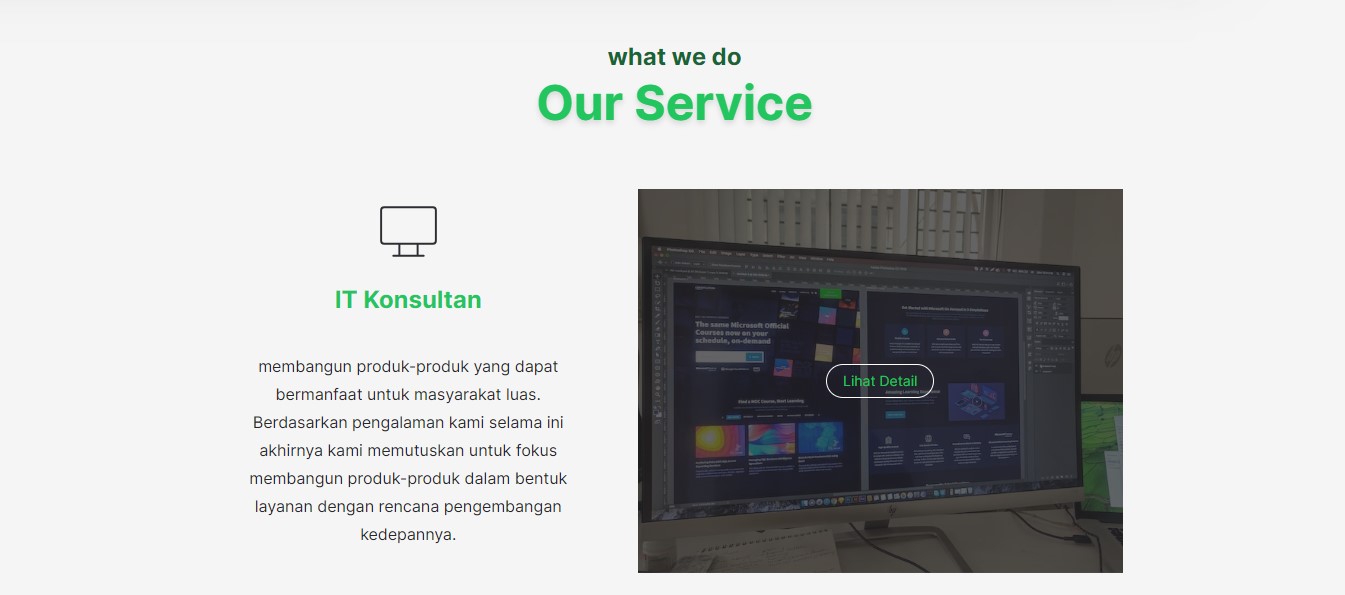 what we do
Our Service
IT Konsultan
membangun produk-produk yang dapat
bermanfaat untuk masyarakat luas.
Berdasarkan pengalaman kami selama ini
akhirnya kami memutuskan untuk fokus
membangun produk-produk dalam bentuk
layanan dengan rencana pengembangan
kedepannya.
The same Microsoft Official
Courses now on your
schedule, on-demand
Lihat Detail